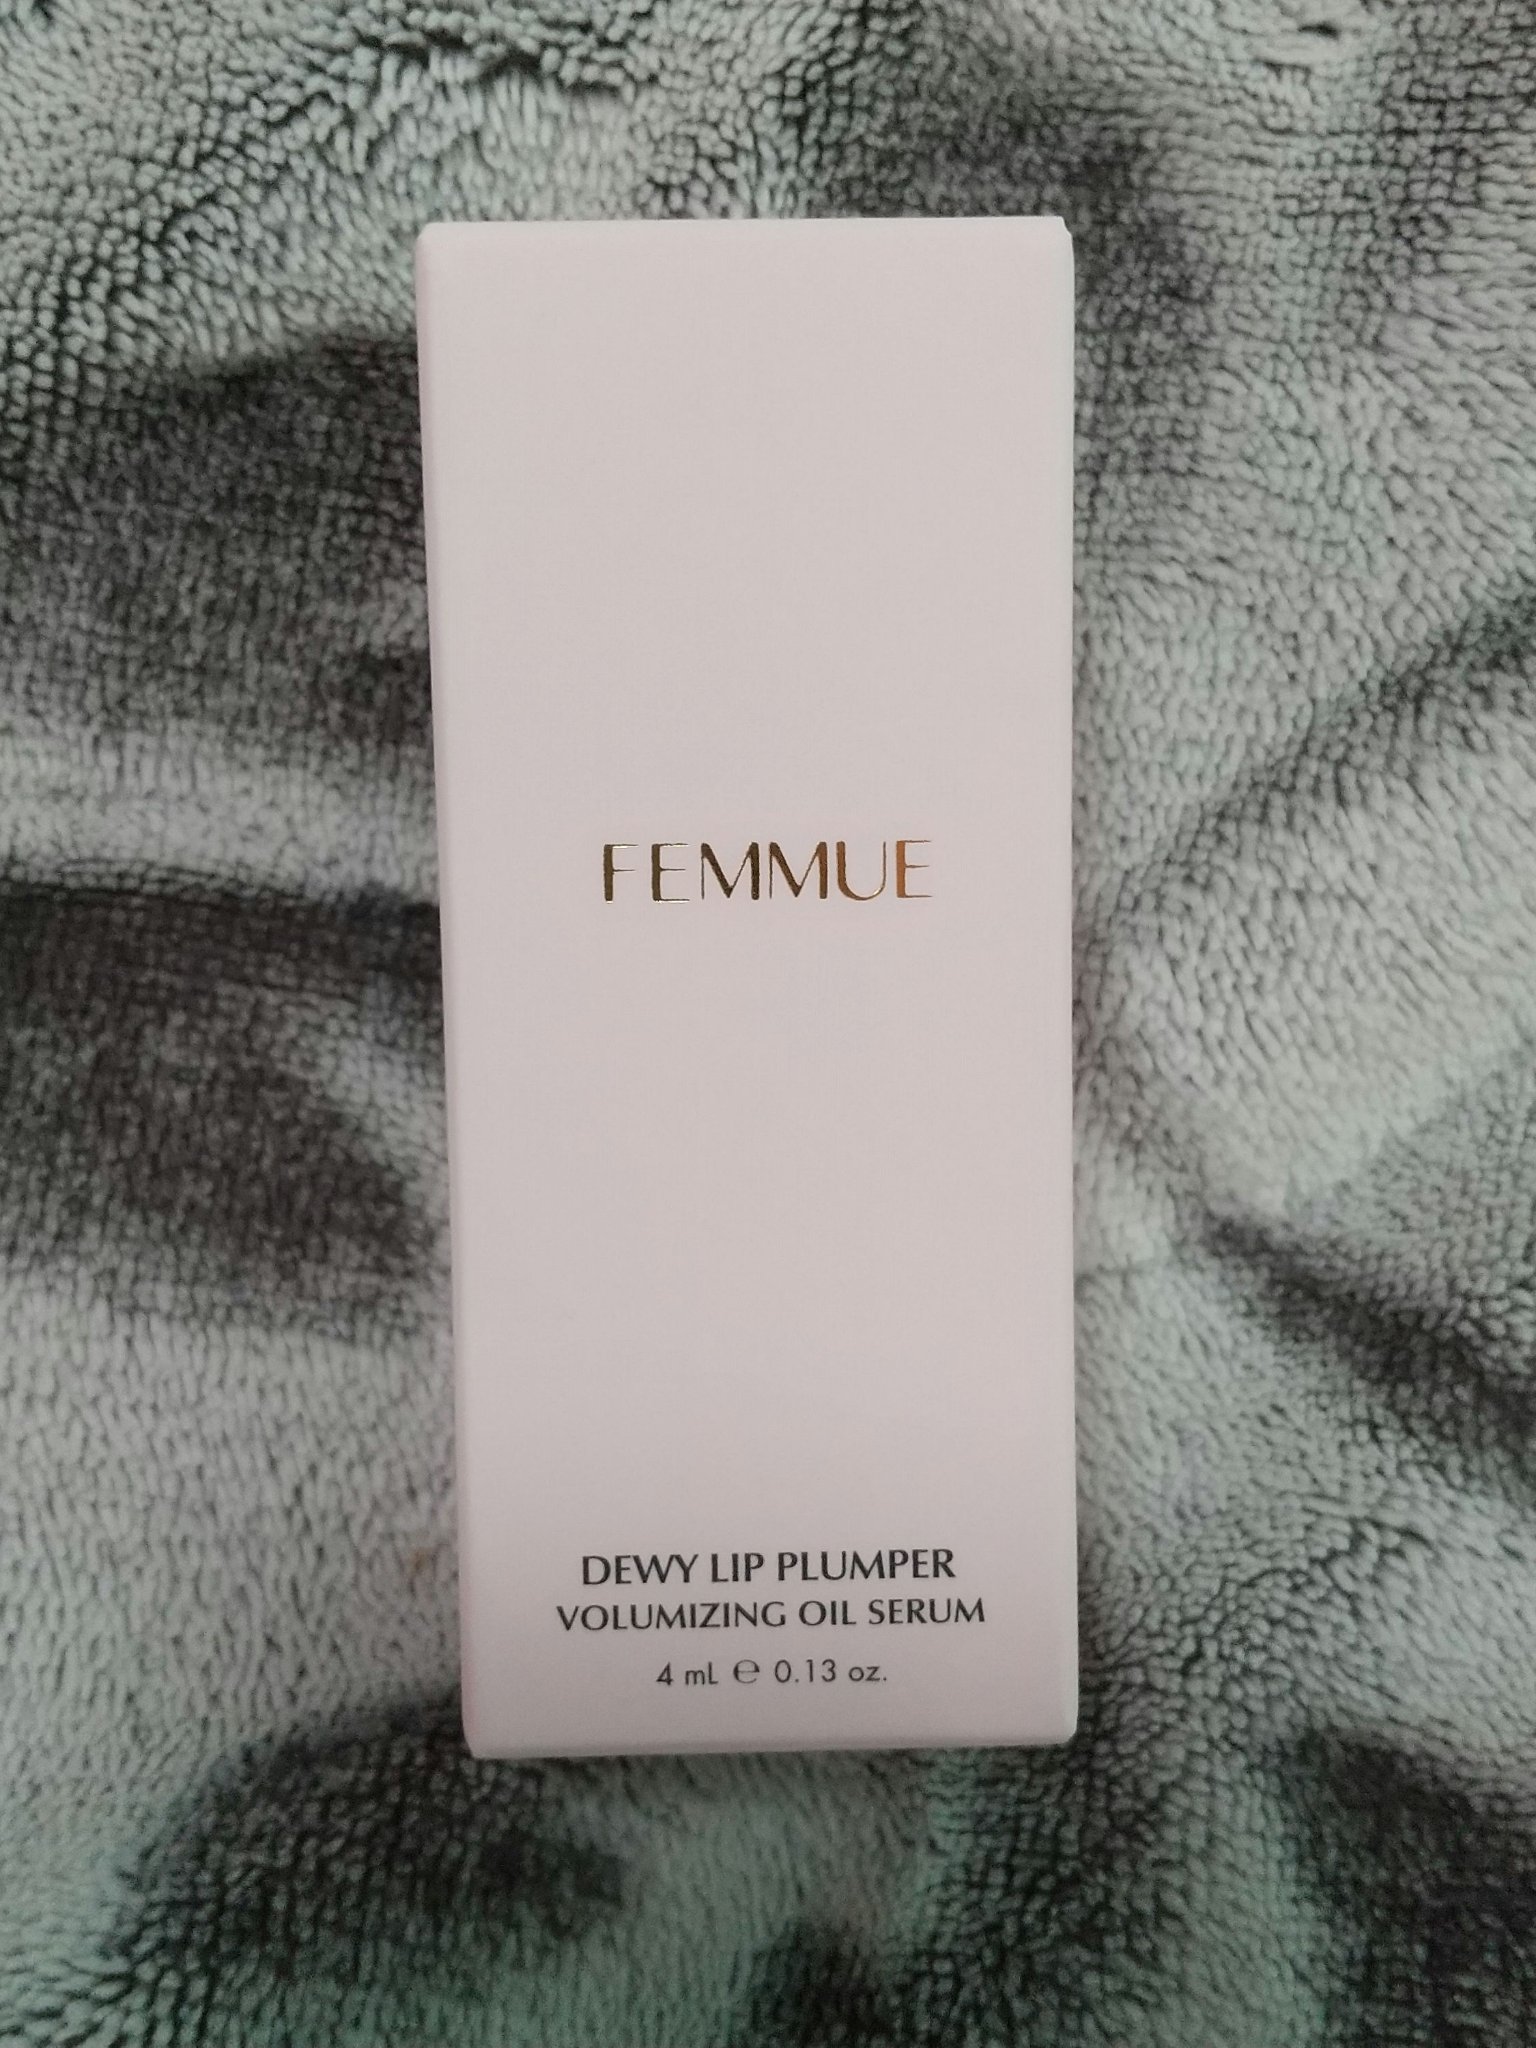 FEMMUE
DEWY LIP PLUMPER
VOLUMIZING OIL SERUM
4 mL ℮ 0.13 oz.